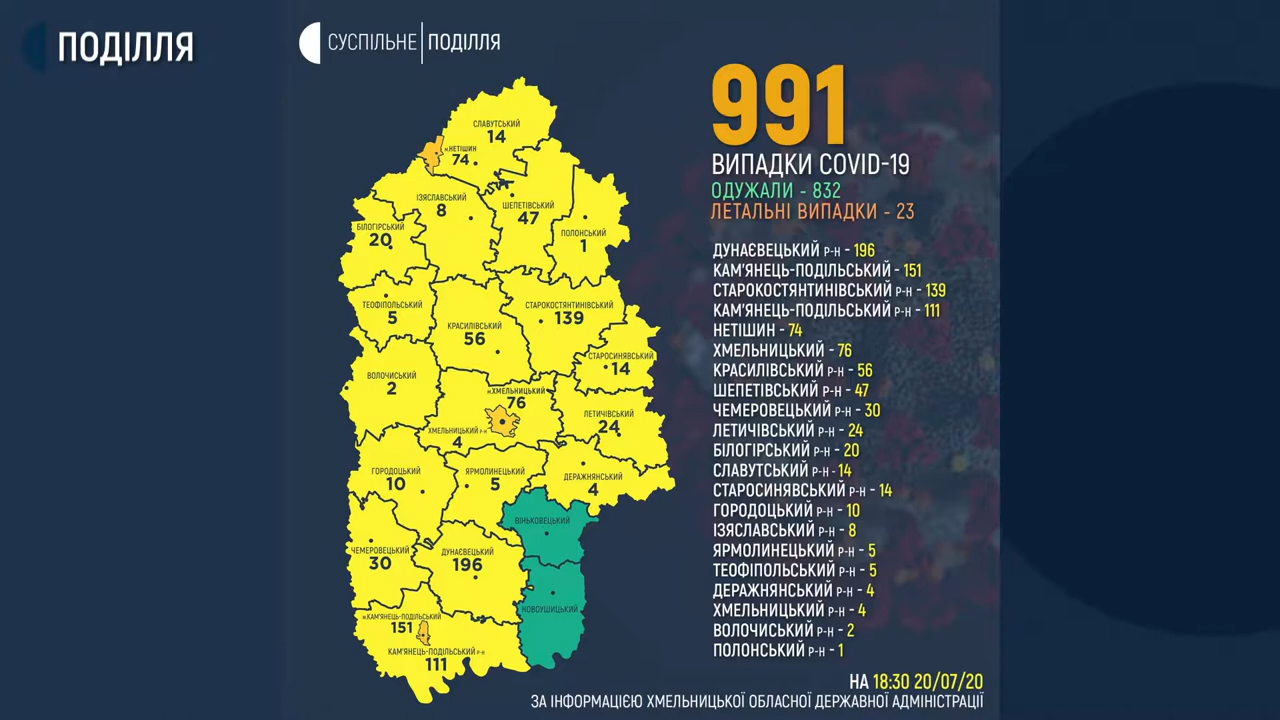 ПОДІЛЛЯ
СУСПІЛЬНЕ ПОДІЛЛЯ
СЛАВУТСЬКИЙ
14
м.НЕТІШИН
74
ІЗЯСЛАВСЬКИЙ
8
ШЕПЕТІВСЬКИЙ
47
ПОЛОНСЬКИЙ
1
БІЛОГІРСЬКИЙ
20
ТЕОФІПОЛЬСЬКИЙ
5
СТАРОКОСТЯНТИНІВСЬКИЙ
139
КРАСИЛІВСЬКИЙ
56
СТАРОСИНЯВСЬКИЙ
14
ВОЛОЧИСЬКИЙ
2
м.ХМЕЛЬНИЦЬКИЙ
76
ХМЕЛЬНИЦЬКИЙ Р-Н
4
ЛЕТИЧІВСЬКИЙ
24
ГОРОДОЦЬКИЙ
10
ЯРМОЛИНЕЦЬКИЙ
5
ДЕРАЖНЯНСЬКИЙ
4
ВІНЬКОВЕЦЬКИЙ
ЧЕМЕРОВЕЦЬКИЙ
30
ДУНАЄВЕЦЬКИЙ
196
НОВОУШИЦЬКИЙ
м.КАМ'ЯНЕЦЬ-ПОДІЛЬСЬКИЙ
151
КАМ'ЯНЕЦЬ-ПОДІЛЬСЬКИЙ Р-Н
111
991
ВИПАДКИ COVID-19
ОДУЖАЛИ - 832
ЛЕТАЛЬНІ ВИПАДКИ - 23
ДУНАЄВЕЦЬКИЙ Р-Н - 196
КАМ'ЯНЕЦЬ-ПОДІЛЬСЬКИЙ - 151
СТАРОКОСТЯНТИНІВСЬКИЙ Р-Н - 139
КАМ'ЯНЕЦЬ-ПОДІЛЬСЬКИЙ Р-Н - 111
НЕТІШИН - 74
ХМЕЛЬНИЦЬКИЙ - 76
КРАСИЛІВСЬКИЙ Р-Н - 56
ШЕПЕТІВСЬКИЙ Р-Н - 47
ЧЕМЕРОВЕЦЬКИЙ Р-Н - 30
ЛЕТИЧІВСЬКИЙ Р-Н - 24
БІЛОГІРСЬКИЙ Р-Н - 20
СЛАВУТСЬКИЙ Р-Н - 14
СТАРОСИНЯВСЬКИЙ Р-Н - 14
ГОРОДОЦЬКИЙ Р-Н - 10
ІЗЯСЛАВСЬКИЙ Р-Н - 8
ЯРМОЛИНЕЦЬКИЙ Р-Н - 5
ТЕОФІПОЛЬСЬКИЙ Р-Н - 5
ДЕРАЖНЯНСЬКИЙ Р-Н - 4
ХМЕЛЬНИЦЬКИЙ Р-Н - 4
ВОЛОЧИСЬКИЙ Р-Н - 2
ПОЛОНСЬКИЙ Р-Н - 1
НА 18:30 20/07/20
ЗА ІНФОРМАЦІЄЮ ХМЕЛЬНИЦЬКОЇ ОБЛАСНОЇ ДЕРЖАВНОЇ АДМІНІСТРАЦІЇ